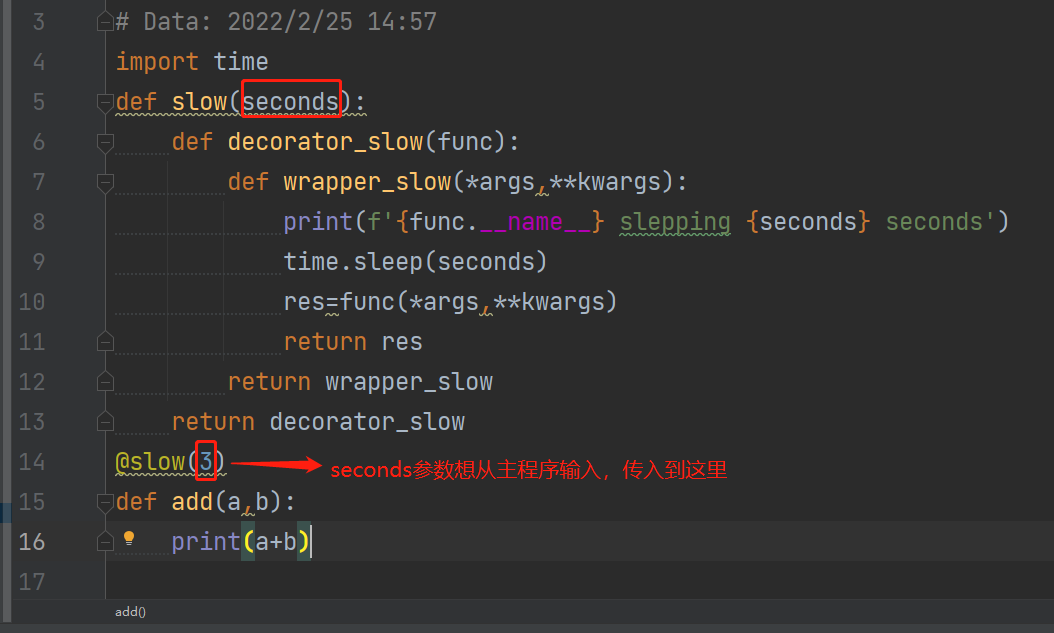 3 # Data: 2022/2/25 14:57
4 import time
5 def slow(seconds):
6 def decorator_slow(func):
7 def wrapper_slow(*args,**kwargs):
8 print(f'{func.__name__} slepping {seconds} seconds')
9 time.sleep(seconds)
10 res=func(*args,**kwargs)
11 return res
12 return wrapper_slow
13 return decorator_slow
14 @slow(3) seconds参数想从主程序输入，传入到这里
15 def add(a,b):
16 print(a+b)
17
add()